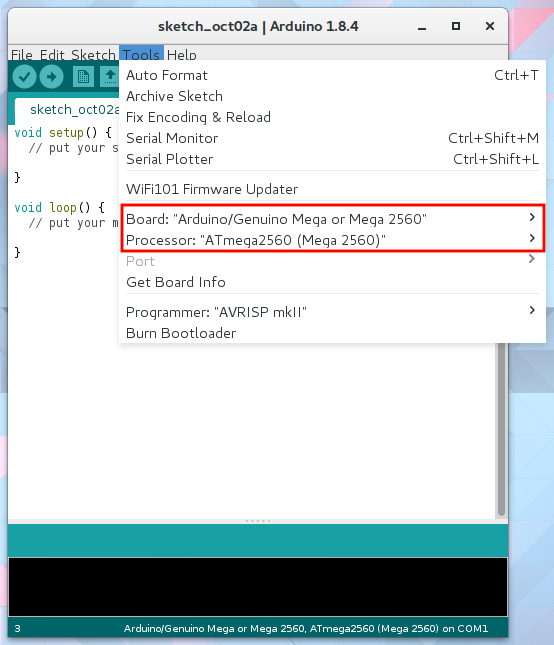 sketch_oct02a | Arduino 1.8.4
File Edit Sketch Tools Help
Auto Format Ctrl+T
Archive Sketch
Fix Encoding & Reload
Serial Monitor Ctrl+Shift+M
Serial Plotter Ctrl+Shift+L
WiFi101 Firmware Updater
Board: "Arduino/Genuino Mega or Mega 2560"
Processor: "ATmega2560 (Mega 2560)"
Port
Get Board Info
Programmer: "AVRISP mkII"
Burn Bootloader
sketch_oct02a
void setup() {
// put your s
}
void loop() {
// put your m
}
3 Arduino/Genuino Mega or Mega 2560, ATmega2560 (Mega 2560) on COM1